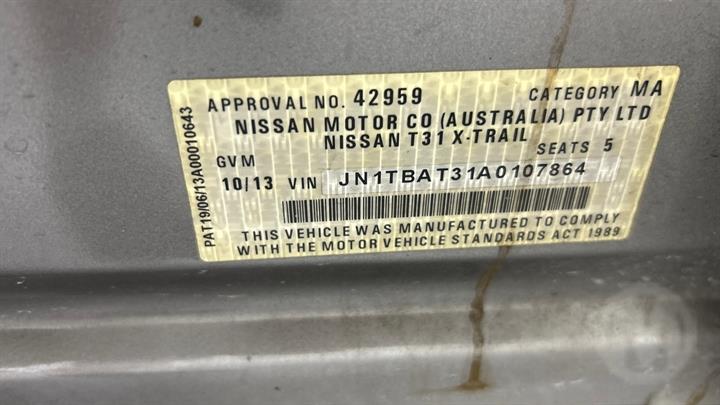 APPROVAL NO. 42959 CATEGORY MA
NISSAN MOTOR CO (AUSTRALIA) PTY LTD
NISSAN T31 X-TRAIL
GVM SEATS 5
10/13 VIN JN1TBAT31A0107864
THIS VEHICLE WAS MANUFACTURED TO COMPLY
WITH THE MOTOR VEHICLE STANDARDS ACT 1989
PAT19/06/13A00010643